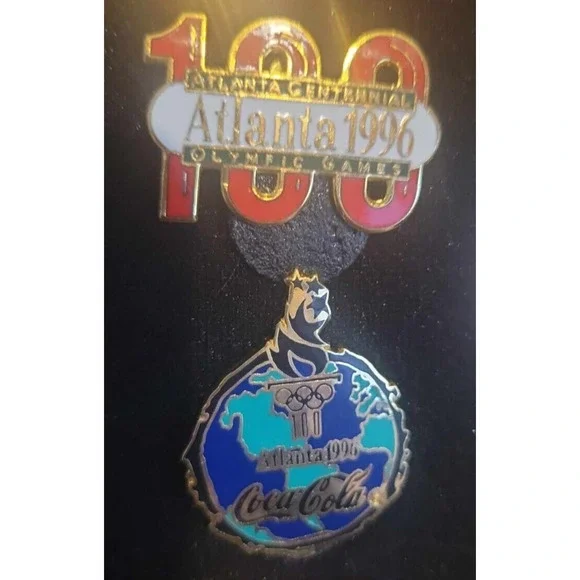 100
ATLANTA CENTENNIAL
Atlanta 1996
OLYMPIC GAMES
100
Atlanta 1996
Coca-Cola